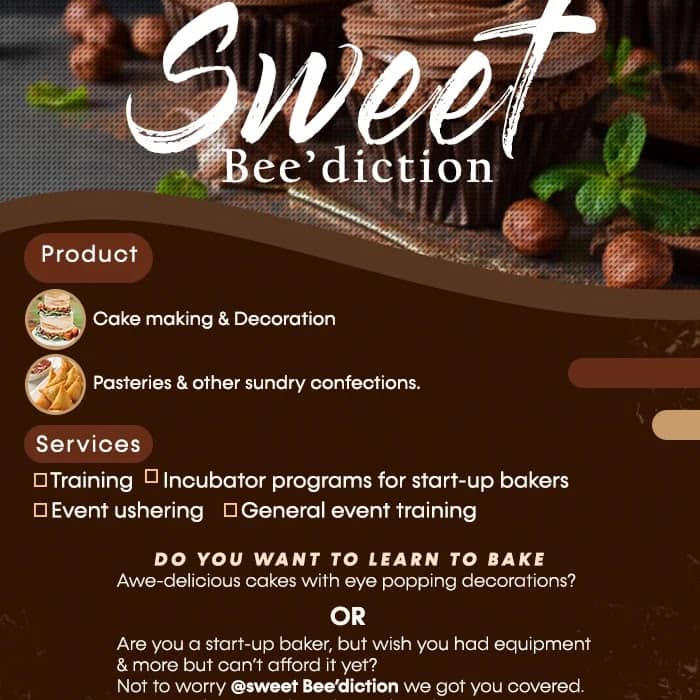 Sweet
Bee'diction
Product
Cake making & Decoration
Pasteries & other sundry confections.
Services
Training Incubator programs for start-up bakers
Event ushering General event training
DO YOU WANT TO LEARN TO BAKE
Awe-delicious cakes with eye popping decorations?
OR
Are you a start-up baker, but wish you had equipment
& more but can't afford it yet?
Not to worry @sweet Bee'diction we got you covered.